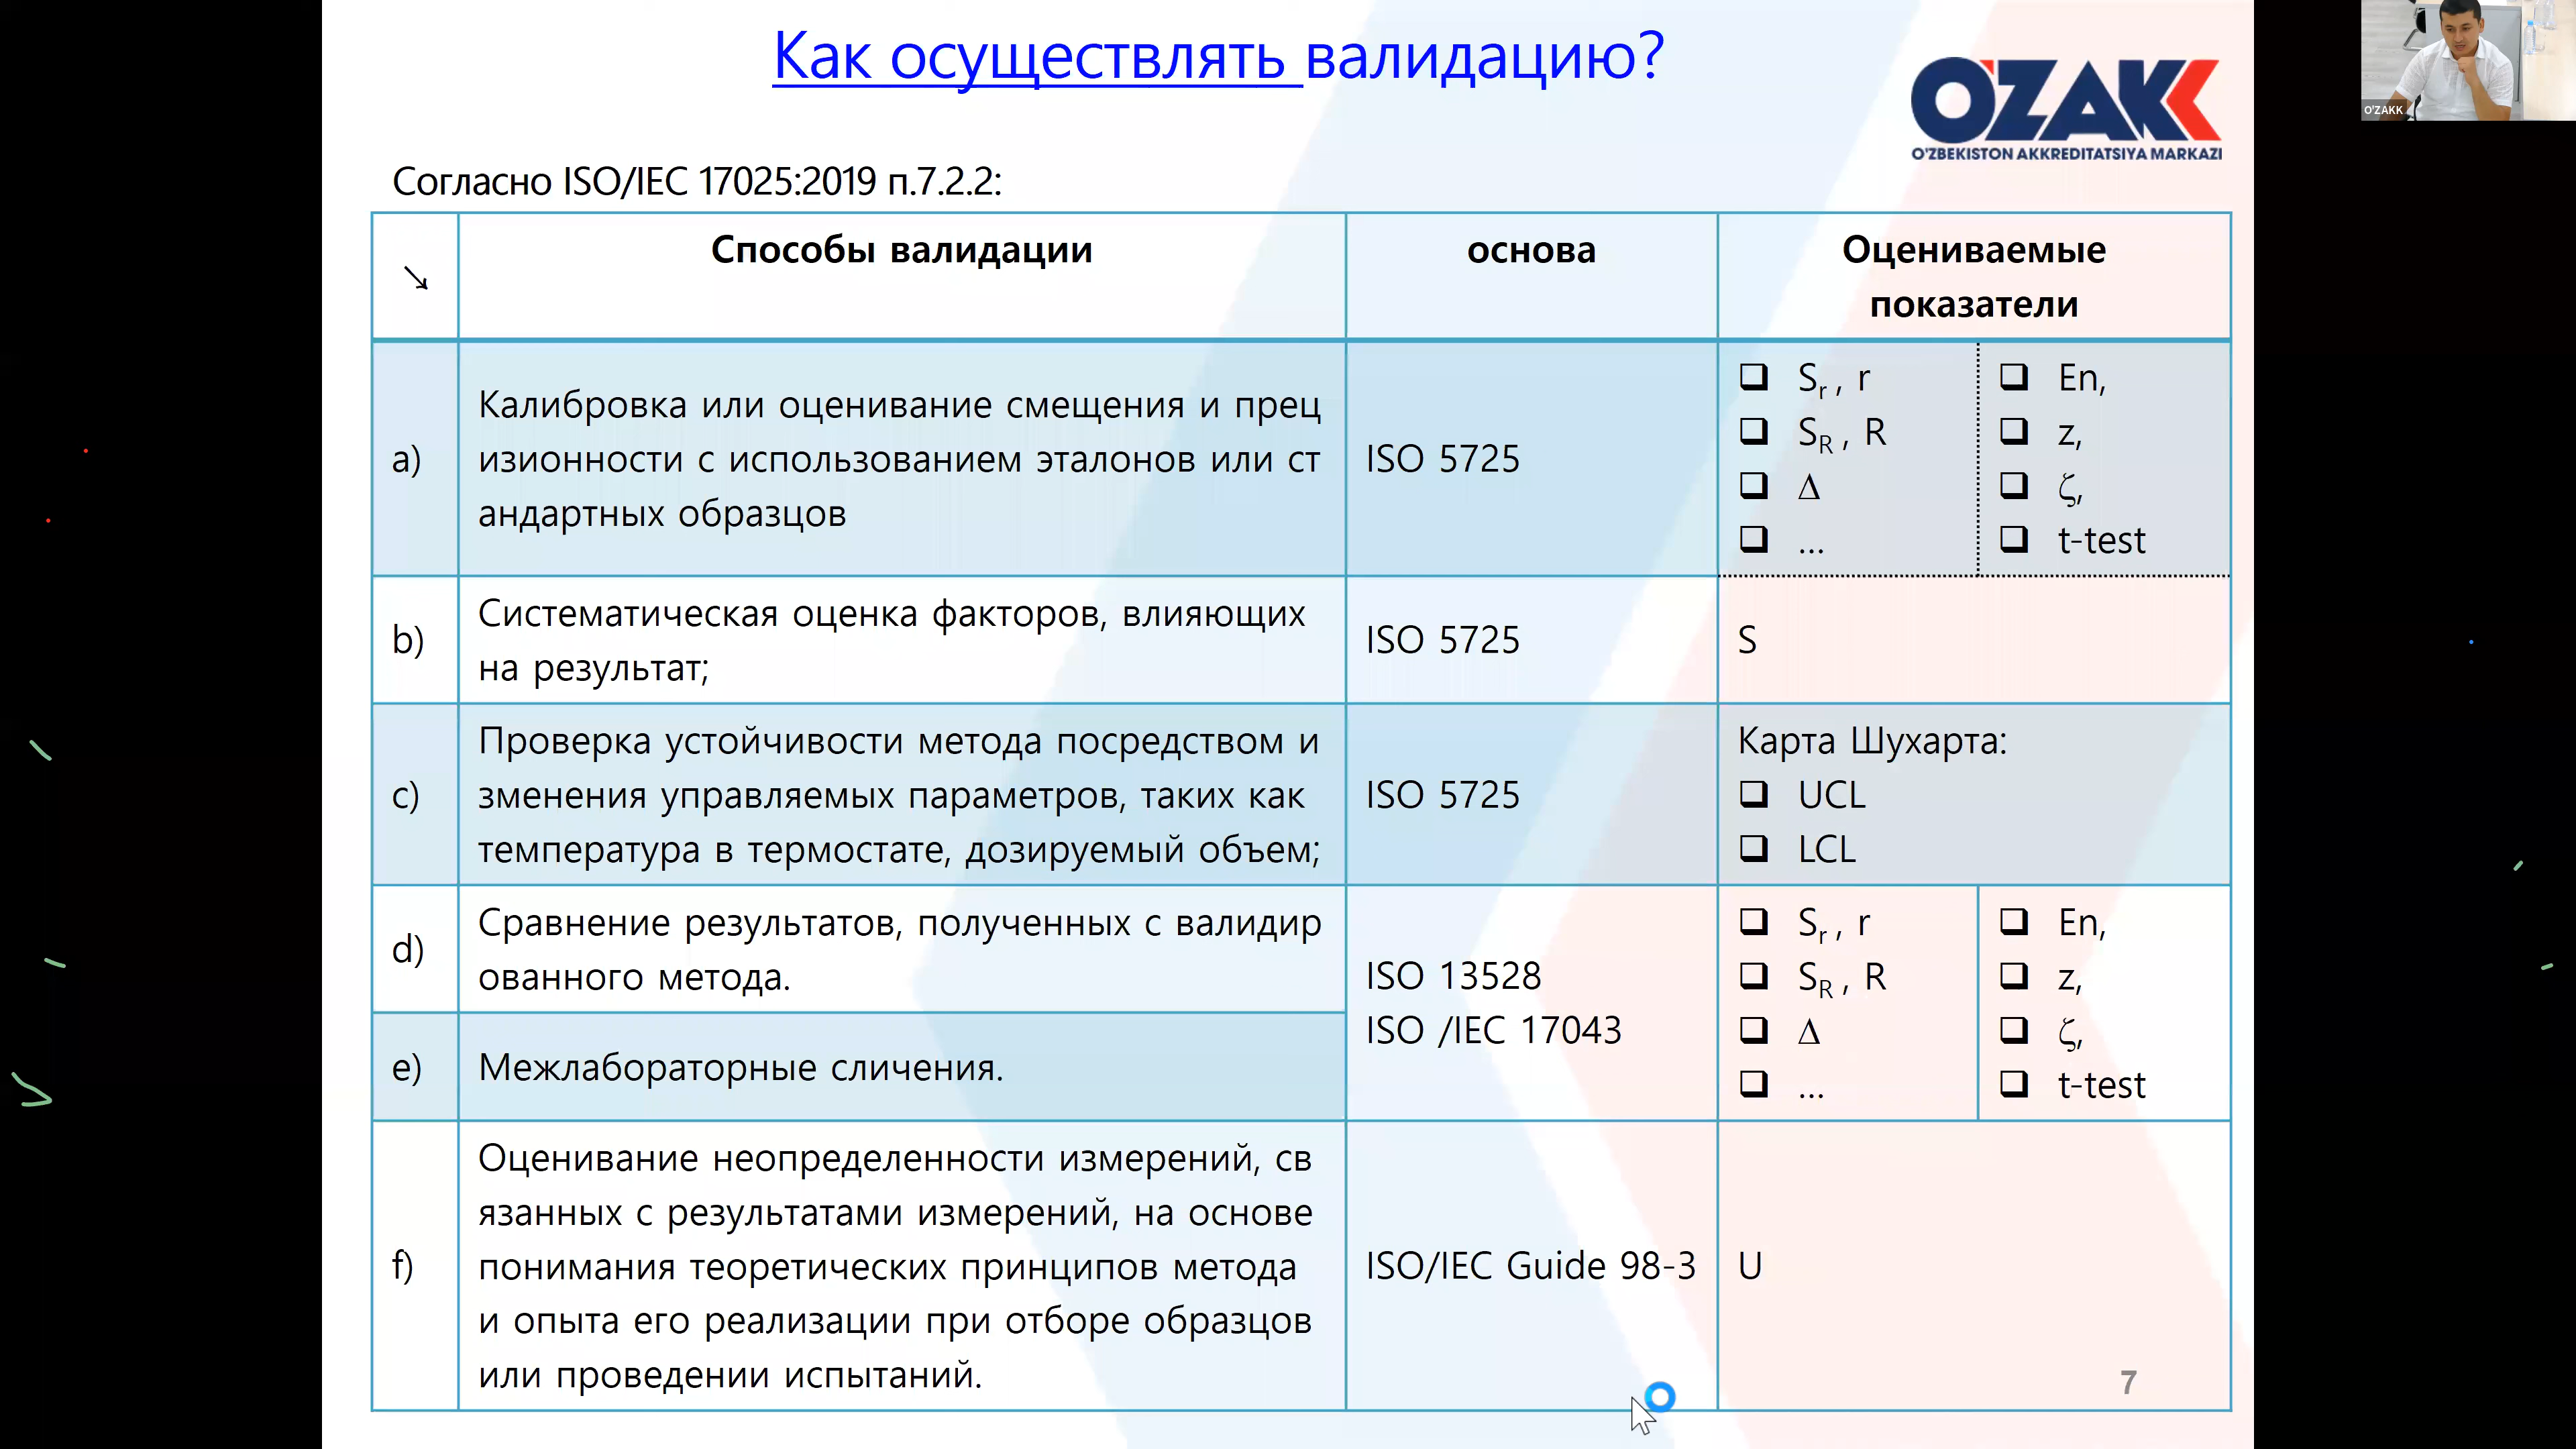 Как осуществлять валидацию?
O'ZAKK
O'ZBEKISTON AKKREDITATSIYA MARKAZI
O'ZAKK
Согласно ISO/IEC 17025:2019 п.7.2.2:
↘ Способы валидации основа Оцениваемые
показатели
a)
Калибровка или оценивание смещения и прец
изионности с использованием эталонов или ст
андартных образцов
ISO 5725
❑ Sr , r
❑ SR , R
❑ Δ
❑ ...
❑ En,
❑ z,
❑ ζ,
❑ t-test
b)
Систематическая оценка факторов, влияющих
на результат;
ISO 5725
S
c)
Проверка устойчивости метода посредством и
зменения управляемых параметров, таких как
температура в термостате, дозируемый объем;
ISO 5725
Карта Шухарта:
❑ UCL
❑ LCL
d)
Сравнение результатов, полученных с валидир
ованного метода.
e)
Межлабораторные сличения.
ISO 13528
ISO /IEC 17043
❑ Sr , r
❑ SR , R
❑ Δ
❑ ...
❑ En,
❑ z,
❑ ζ,
❑ t-test
f)
Оценивание неопределенности измерений, св
язанных с результатами измерений, на основе
понимания теоретических принципов метода
и опыта его реализации при отборе образцов
или проведении испытаний.
ISO/IEC Guide 98-3
U
7